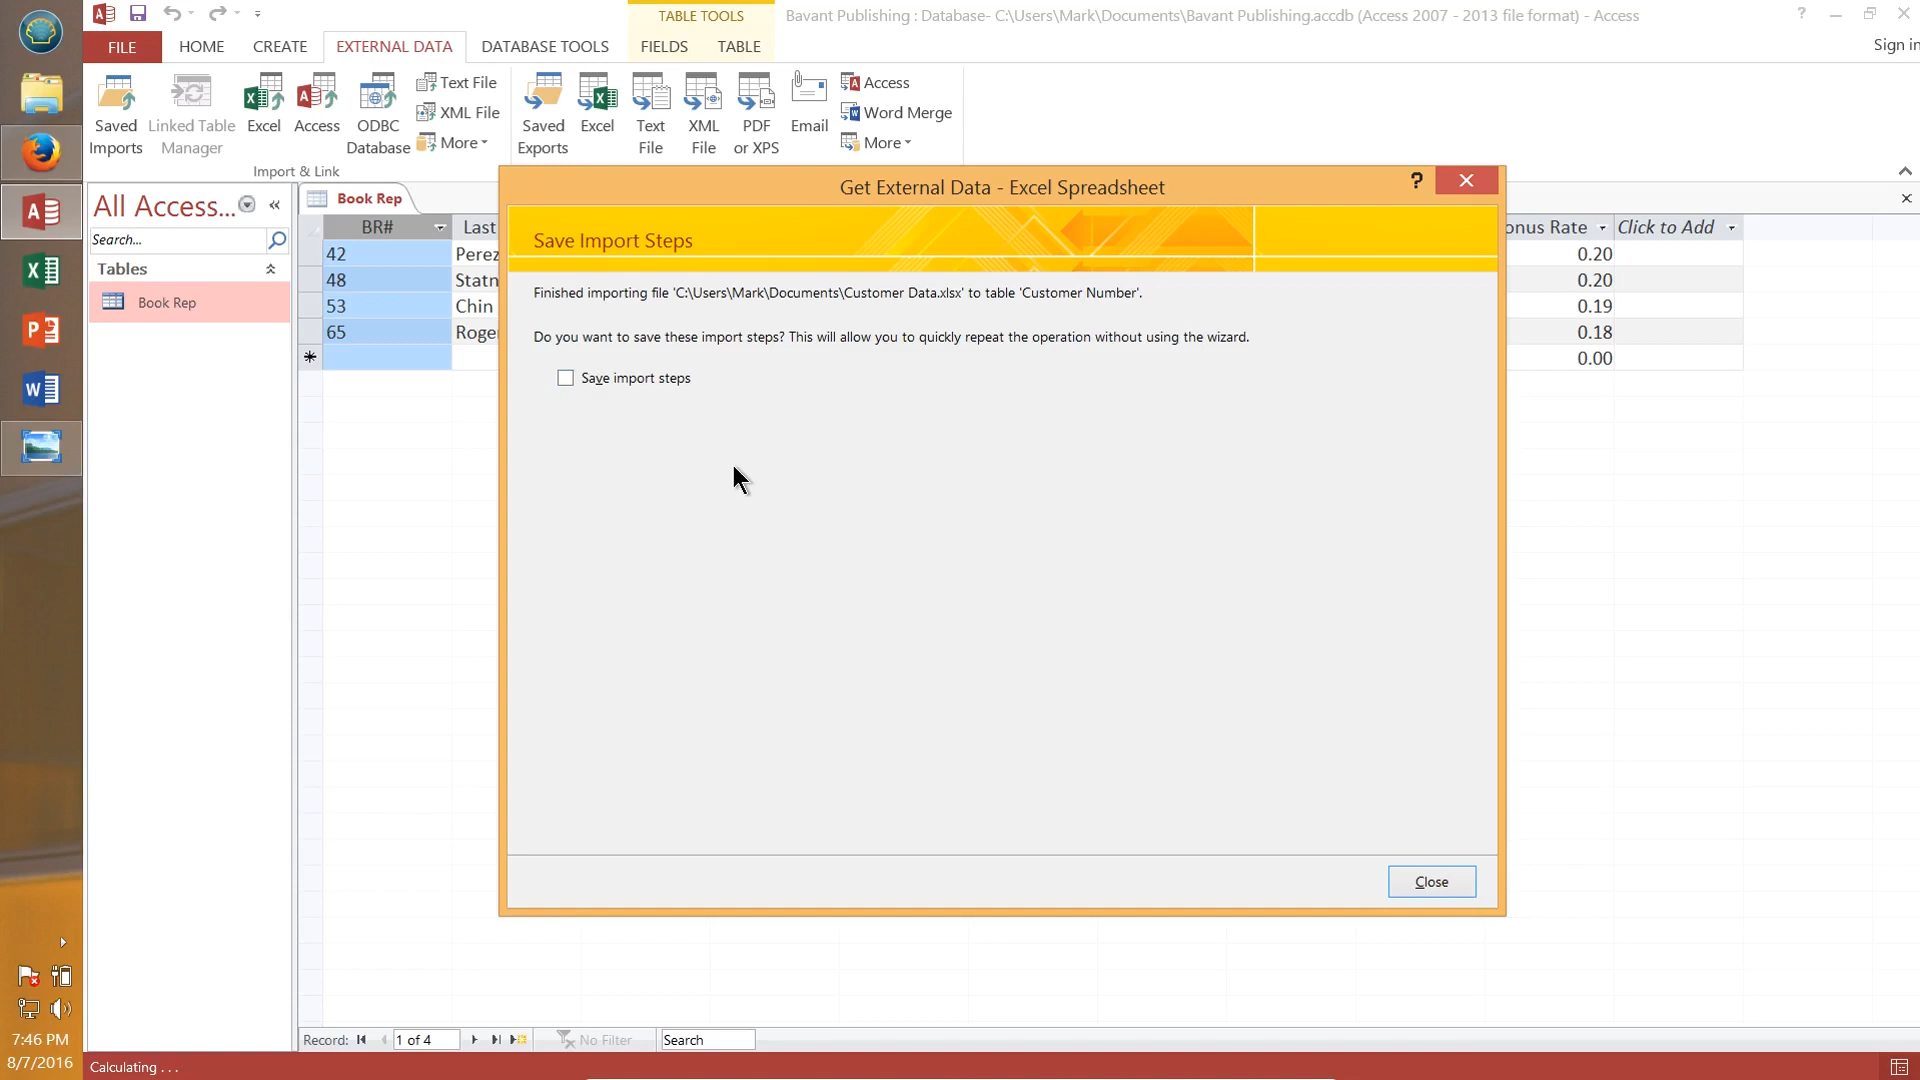 TABLE TOOLS
Bavant Publishing : Database- C:\Users\Mark\Documents\Bavant Publishing.accdb (Access 2007 - 2013 file format) - Access
?
FILE
HOME
CREATE
EXTERNAL DATA
DATABASE TOOLS
FIELDS
TABLE
Sign in
Saved Imports
Linked Table Manager
Excel
Access
ODBC Database
Text File
XML File
More
Import & Link
Saved Exports
Excel
Text File
XML File
PDF or XPS
Email
Access
Word Merge
More
All Access...
Search...
Tables
Book Rep
Book Rep
BR#
Last
onus Rate
Click to Add
42
Perez
0.20
48
Statn
0.20
53
Chin
0.19
65
Roge
0.18
0.00
Get External Data - Excel Spreadsheet
?
Save Import Steps
Finished importing file 'C:\Users\Mark\Documents\Customer Data.xlsx' to table 'Customer Number'.
Do you want to save these import steps? This will allow you to quickly repeat the operation without using the wizard.
Save import steps
Close
Record:
1 of 4
No Filter
Search
7:46 PM
8/7/2016
Calculating . . .